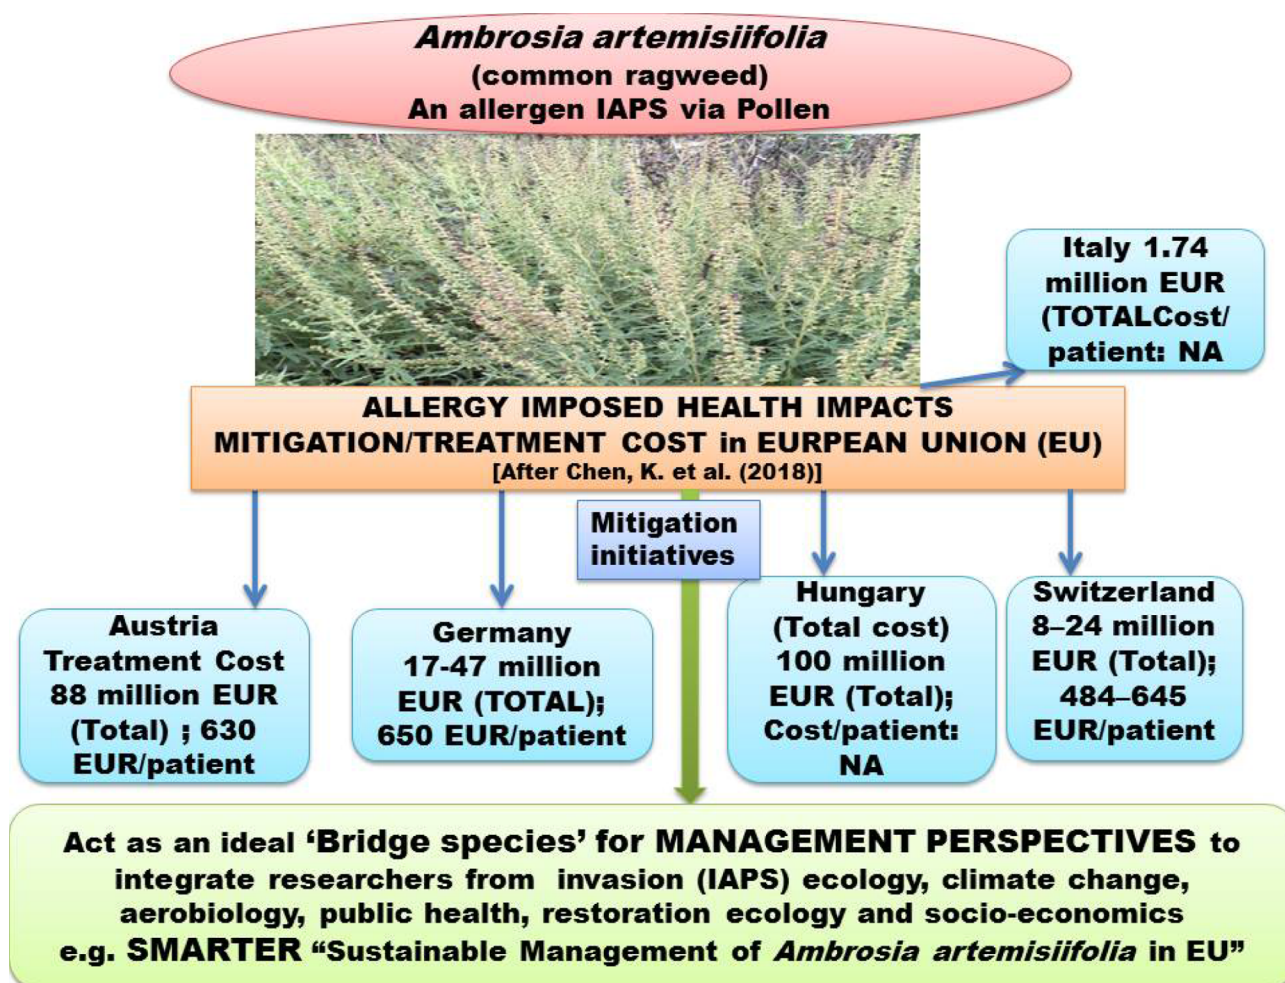 Ambrosia artemisiifolia
(common ragweed)
An allergen IAPS via Pollen
Italy 1.74
million EUR
(TOTALCost/
patient: NA
ALLERGY IMPOSED HEALTH IMPACTS
MITIGATION/TREATMENT COST in EURPEAN UNION (EU)
[After Chen, K. et al. (2018)]
Mitigation
initiatives
Austria
Treatment Cost
88 million EUR
(Total) ; 630
EUR/patient
Germany
17-47 million
EUR (TOTAL);
650 EUR/patient
Hungary
(Total cost)
100 million
EUR (Total);
Cost/patient:
NA
Switzerland
8–24 million
EUR (Total);
484–645
EUR/patient
Act as an ideal ‘Bridge species’ for MANAGEMENT PERSPECTIVES to
integrate researchers from invasion (IAPS) ecology, climate change,
aerobiology, public health, restoration ecology and socio-economics
e.g. SMARTER “Sustainable Management of Ambrosia artemisiifolia in EU”